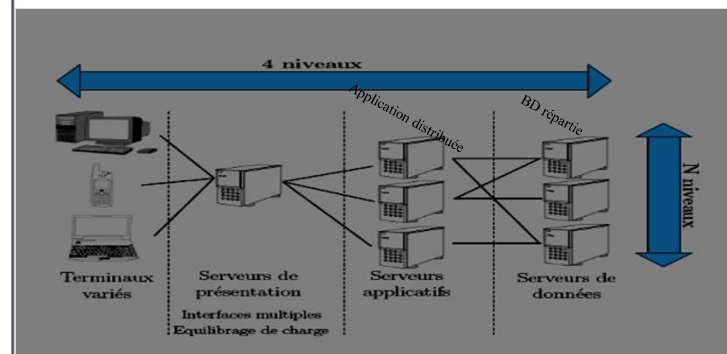 4 niveaux
Application distribuée
BD répartie
N niveaux
Terminaux
variés
Serveurs de
présentation
Interfaces multiples
Equilibrage de charge
Serveurs
applicatifs
Serveurs de
données